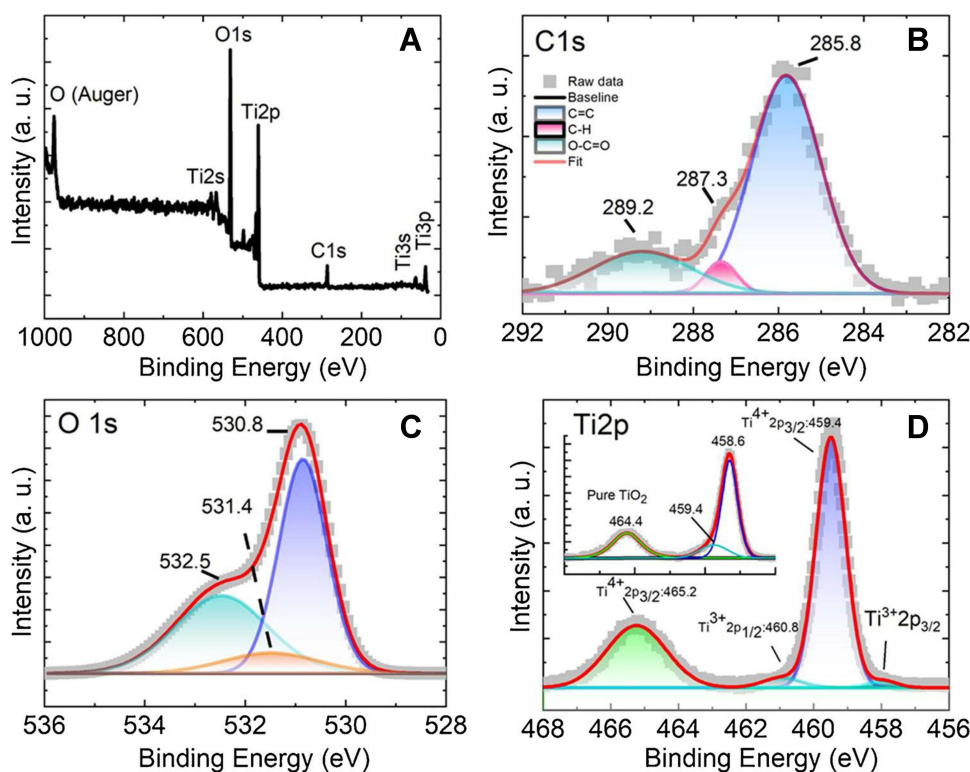 A
O1s
O (Auger)
Ti2p
Ti2s
C1s
Ti3s
Ti3p
Intensity (a. u.)
1000 800 600 400 200 0
Binding Energy (eV)
C1s
B
285.8
Raw data
Baseline
C=C
C-H
O-C=O
Fit
287.3
289.2
Intensity (a. u.)
292 290 288 286 284 282
Binding Energy (eV)
O 1s
C
530.8
531.4
532.5
Intensity (a. u.)
536 534 532 530 528
Binding Energy (eV)
Ti2p
D
Ti4+2p3/2:459.4
458.6
Pure TiO2
459.4
464.4
Ti4+2p3/2:465.2
Ti3+2p1/2:460.8
Ti3+2p3/2
Intensity (a. u.)
468 466 464 462 460 458 456
Binding Energy (eV)